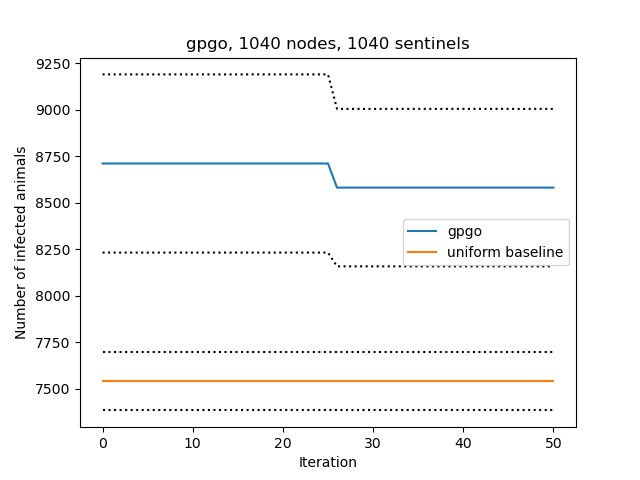 gpgo, 1040 nodes, 1040 sentinels
Number of infected animals
9250
9000
8750
8500
8250
8000
7750
7500
gpgo
uniform baseline
0 10 20 30 40 50
Iteration